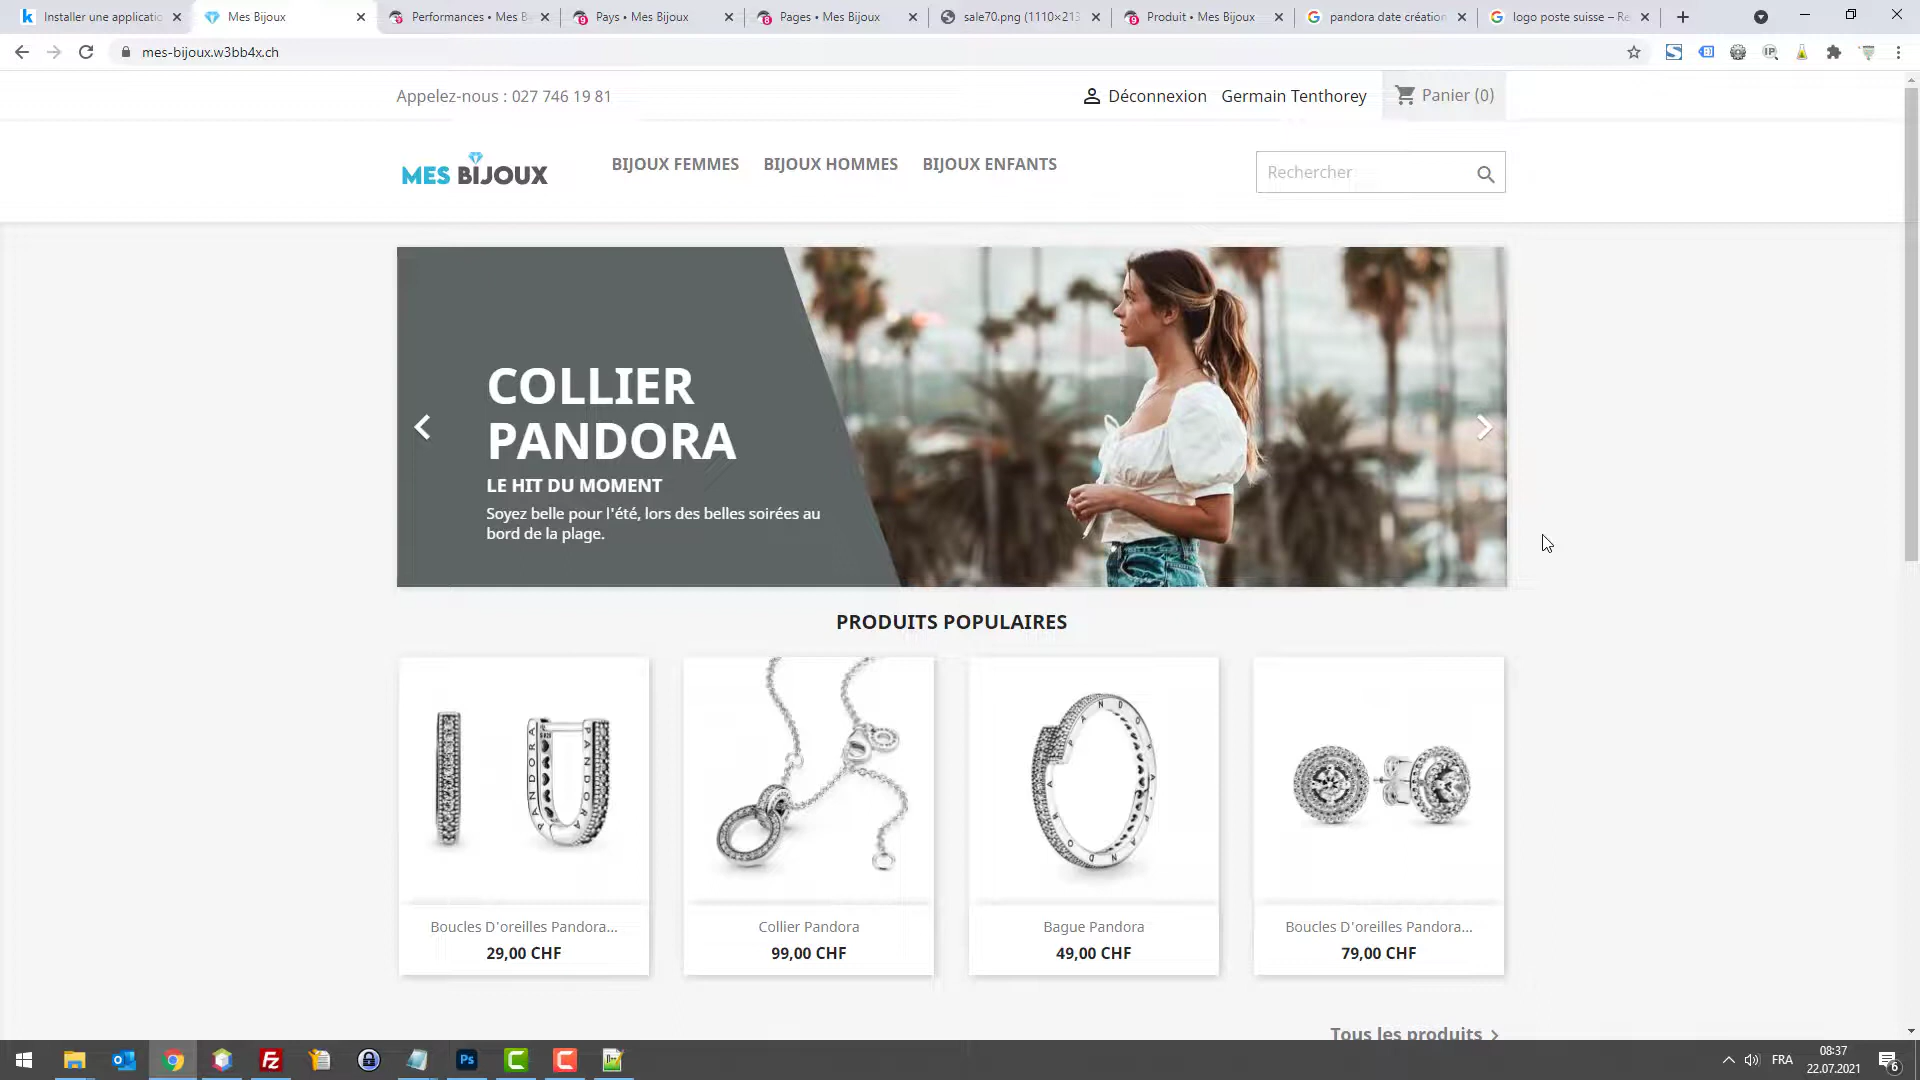 Installer une applicatio
Mes Bijoux
Performances • Mes B
Pays • Mes Bijoux
Pages • Mes Bijoux
sale70.png (1110×213
Produit • Mes Bijoux
pandora date création
logo poste suisse – Re
mes-bijoux.w3bb4x.ch
Appelez-nous : 027 746 19 81
Déconnexion
Germain Tenthorey
Panier (0)
MES BIJOUX
BIJOUX FEMMES
BIJOUX HOMMES
BIJOUX ENFANTS
Rechercher
COLLIER
PANDORA
LE HIT DU MOMENT
Soyez belle pour l'été, lors des belles soirées au
bord de la plage.
PRODUITS POPULAIRES
PANDORA
PANDORA
Boucles D'oreilles Pandora...
29,00 CHF
Collier Pandora
99,00 CHF
Bague Pandora
49,00 CHF
Boucles D'oreilles Pandora...
79,00 CHF
Tous les produits
Ps
FRA
08:37
22.07.2021
6